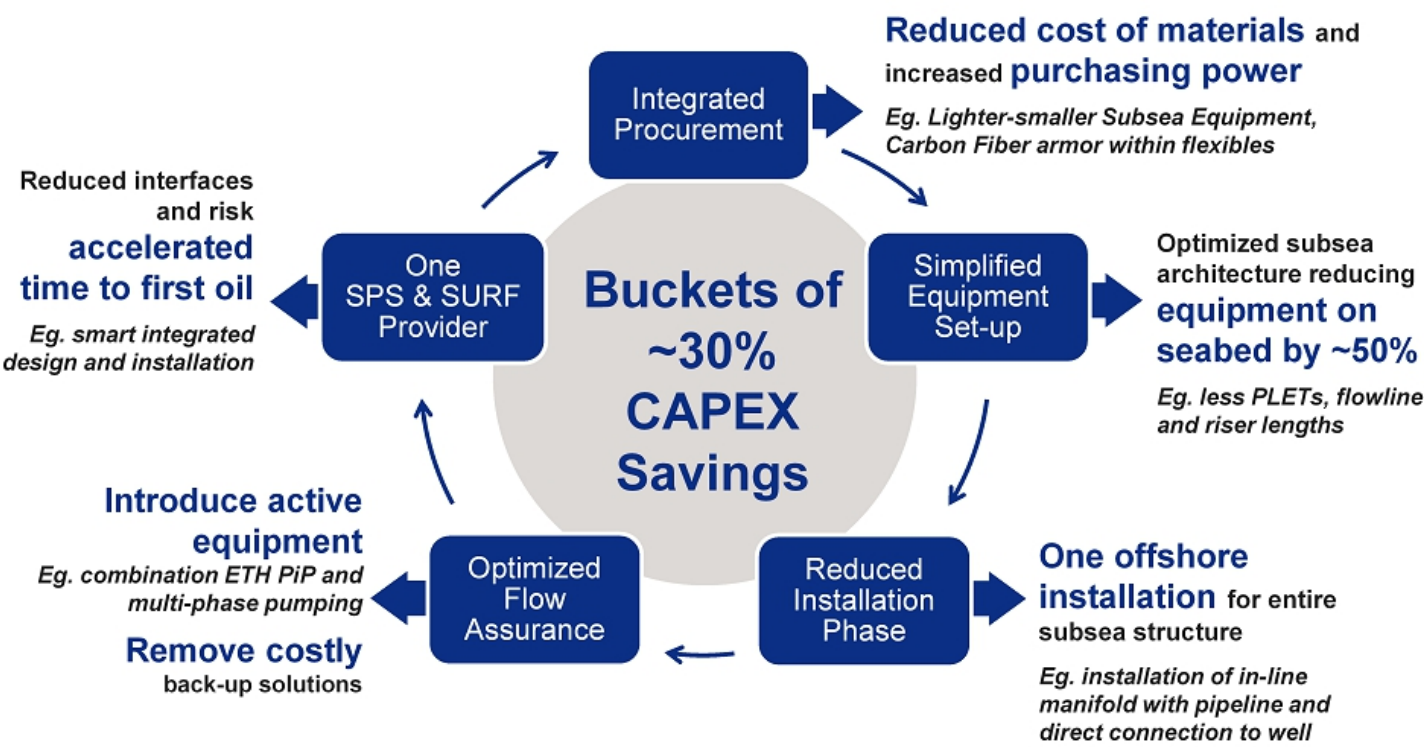 Integrated
Procurement
Reduced cost of materials and
increased purchasing power
Eg. Lighter-smaller Subsea Equipment,
Carbon Fiber armor within flexibles
Simplified
Equipment
Set-up
Optimized subsea
architecture reducing
equipment on
seabed by ~50%
Eg. less PLETs, flowline
and riser lengths
Reduced
Installation
Phase
One offshore
installation for entire
subsea structure
Eg. installation of in-line
manifold with pipeline and
direct connection to well
Optimized
Flow
Assurance
Introduce active
equipment
Eg. combination ETH PiP and
multi-phase pumping
Remove costly
back-up solutions
One
SPS & SURF
Provider
Reduced interfaces
and risk
accelerated
time to first oil
Eg. smart integrated
design and installation
Buckets of
~30%
CAPEX
Savings